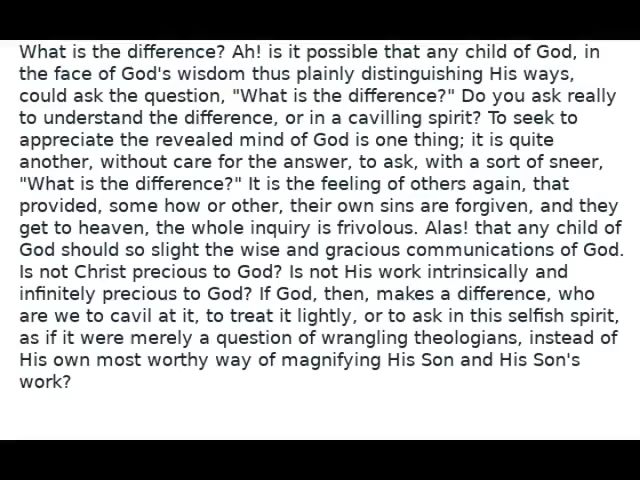 What is the difference? Ah! is it possible that any child of God, in
the face of God's wisdom thus plainly distinguishing His ways,
could ask the question, "What is the difference?" Do you ask really
to understand the difference, or in a cavilling spirit? To seek to
appreciate the revealed mind of God is one thing; it is quite
another, without care for the answer, to ask, with a sort of sneer,
"What is the difference?" It is the feeling of others again, that
provided, some how or other, their own sins are forgiven, and they
get to heaven, the whole inquiry is frivolous. Alas! that any child of
God should so slight the wise and gracious communications of God.
Is not Christ precious to God? Is not His work intrinsically and
infinitely precious to God? If God, then, makes a difference, who
are we to cavil at it, to treat it lightly, or to ask in this selfish spirit,
as if it were merely a question of wrangling theologians, instead of
His own most worthy way of magnifying His Son and His Son's
work?